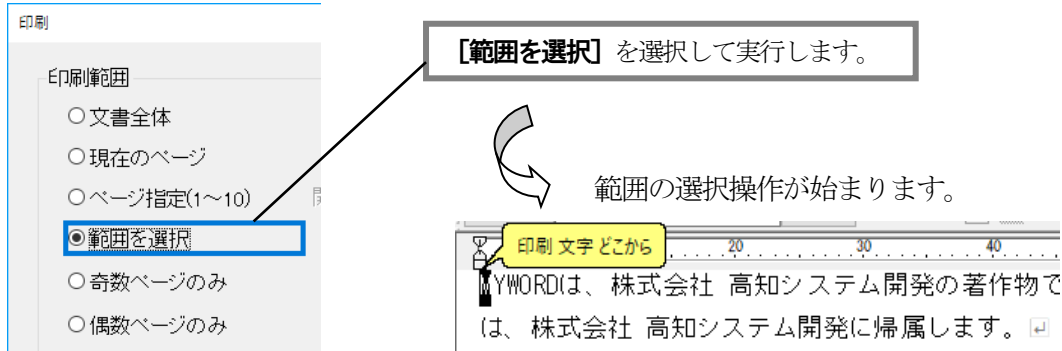 印刷
印刷範囲
文書全体
現在のページ
ページ指定(1～10)
範囲を選択
奇数ページのみ
偶数ページのみ
［範囲を選択］を選択して実行します。
範囲の選択操作が始まります。
印刷 文字 どこから
20 30 40
YWORDは、株式会社 高知システム開発の著作物で
は、株式会社 高知システム開発に帰属します。